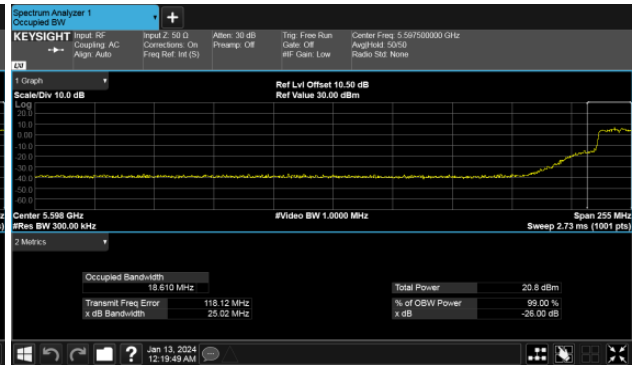 Spectrum Analyzer 1
Occupied BW
KEYSIGHT
Input: RF
Coupling: AC
Align: Auto
Input Z: 50 Ω
Corrections: On
Freq Ref: Int (S)
Atten: 30 dB
Preamp: Off
Trig: Free Run
Gate: Off
#IF Gain: Low
Center Freq: 5.597500000 GHz
Avg|Hold: 50/50
Radio Std: None
LXI
1 Graph
Scale/Div 10.0 dB
Ref Lvl Offset 10.50 dB
Ref Value 30.00 dBm
Log
20.0
10.0
0.00
-10.0
-20.0
-30.0
-40.0
-50.0
-60.0
Center 5.598 GHz
#Res BW 300.00 kHz
#Video BW 1.0000 MHz
Span 255 MHz
Sweep 2.73 ms (1001 pts)
2 Metrics
Occupied Bandwidth
18.610 MHz
Transmit Freq Error 118.12 MHz
x dB Bandwidth 25.02 MHz
Total Power 20.8 dBm
% of OBW Power 99.00 %
x dB -26.00 dB
Jan 13, 2024
12:19:49 AM